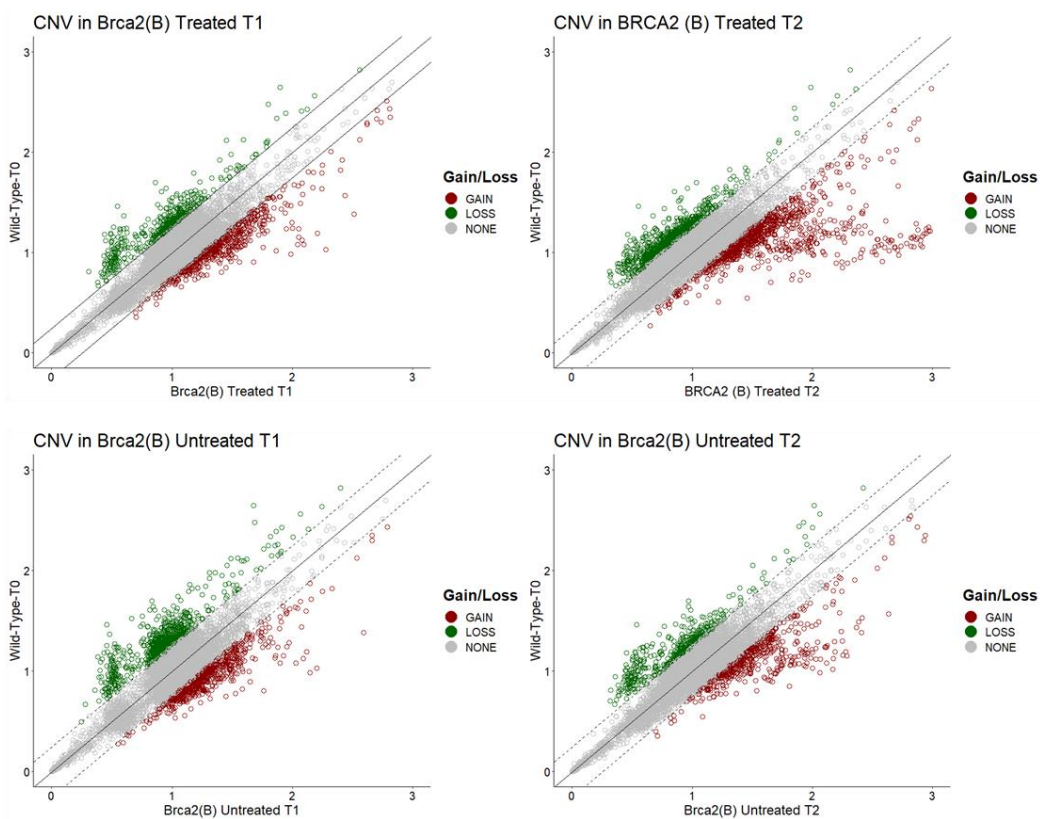 CNV in Brca2(B) Treated T1
3
2
1
0
Wild-Type-T0
0 1 2 3
Brca2(B) Treated T1
Gain/Loss
GAIN
LOSS
NONE
CNV in BRCA2 (B) Treated T2
3
2
1
0
Wild-Type-T0
0 1 2 3
BRCA2 (B) Treated T2
Gain/Loss
GAIN
LOSS
NONE
CNV in Brca2(B) Untreated T1
3
2
1
0
Wild-Type-T0
0 1 2 3
Brca2(B) Untreated T1
Gain/Loss
GAIN
LOSS
NONE
CNV in Brca2(B) Untreated T2
3
2
1
0
Wild-Type-T0
0 1 2 3
Brca2(B) Untreated T2
Gain/Loss
GAIN
LOSS
NONE